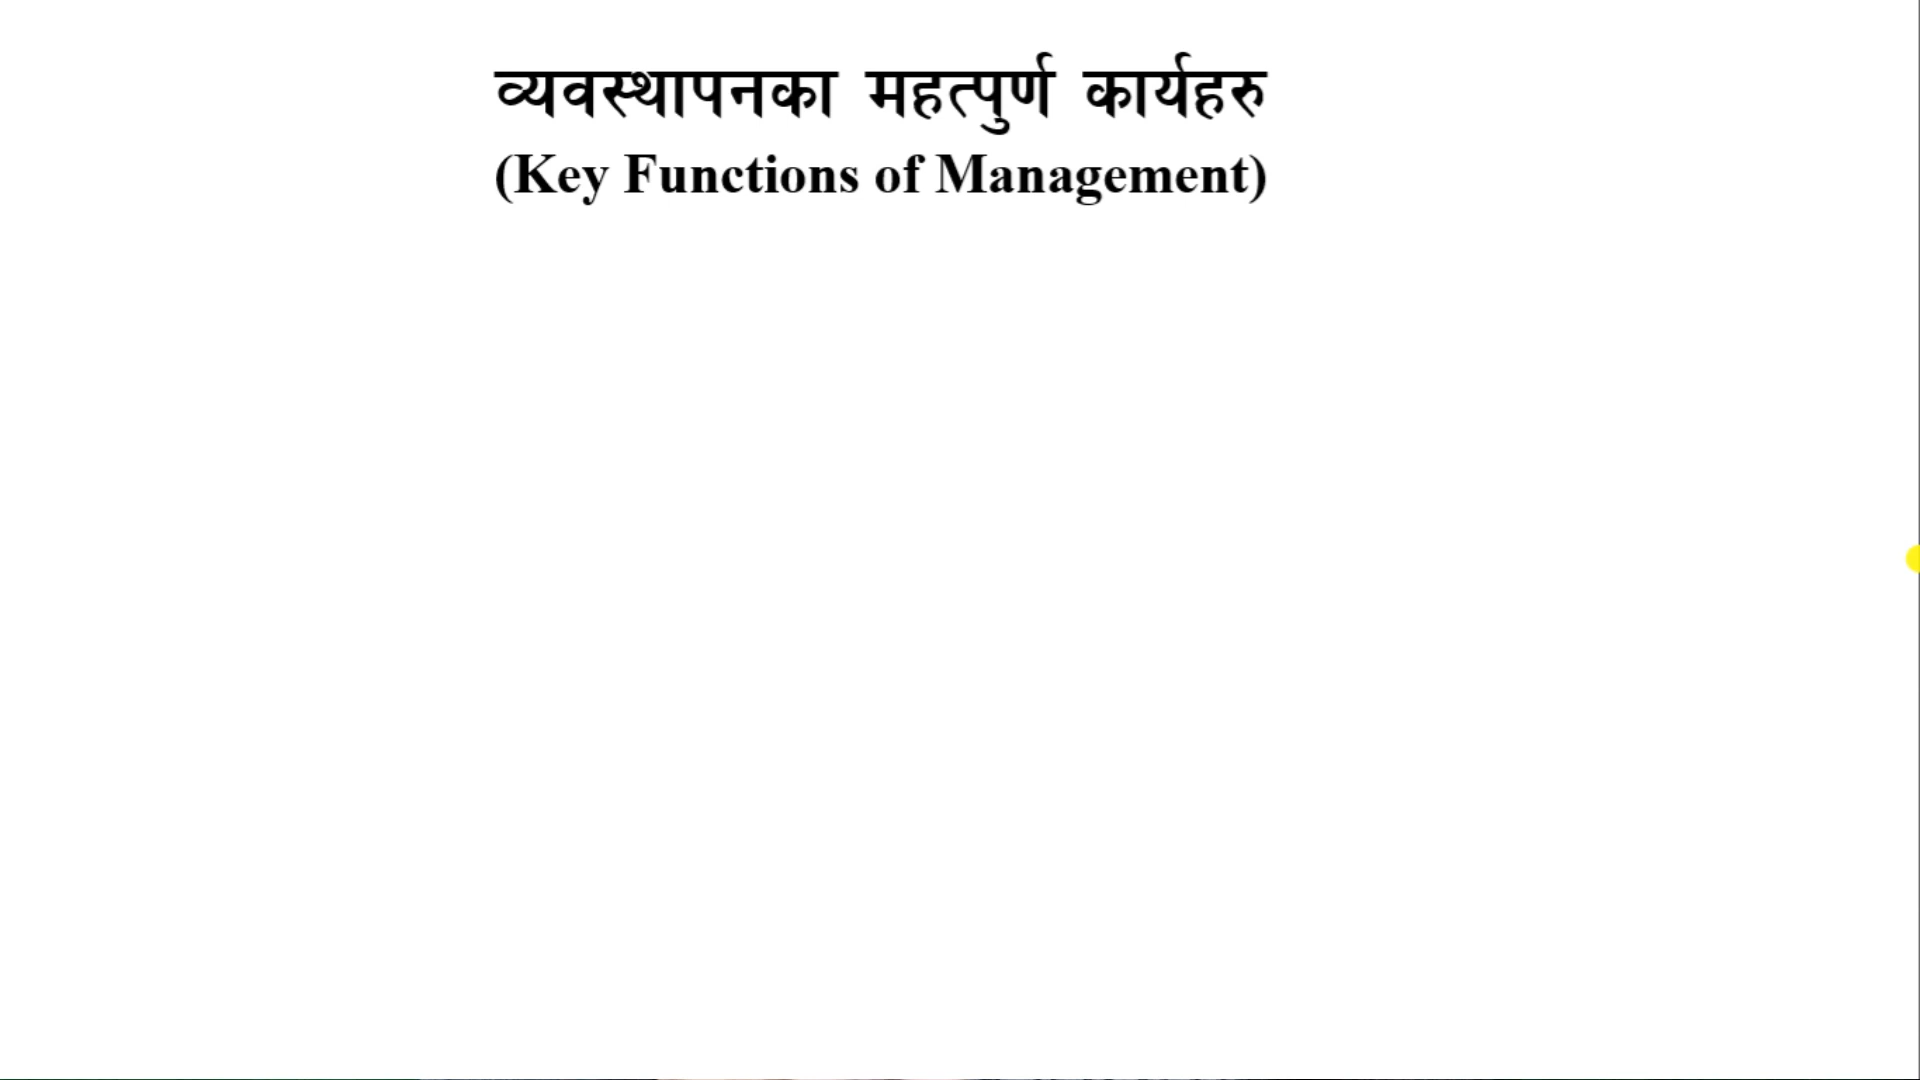 व्यवस्थापनका महत्पुर्ण कार्यहरु
(Key Functions of Management)